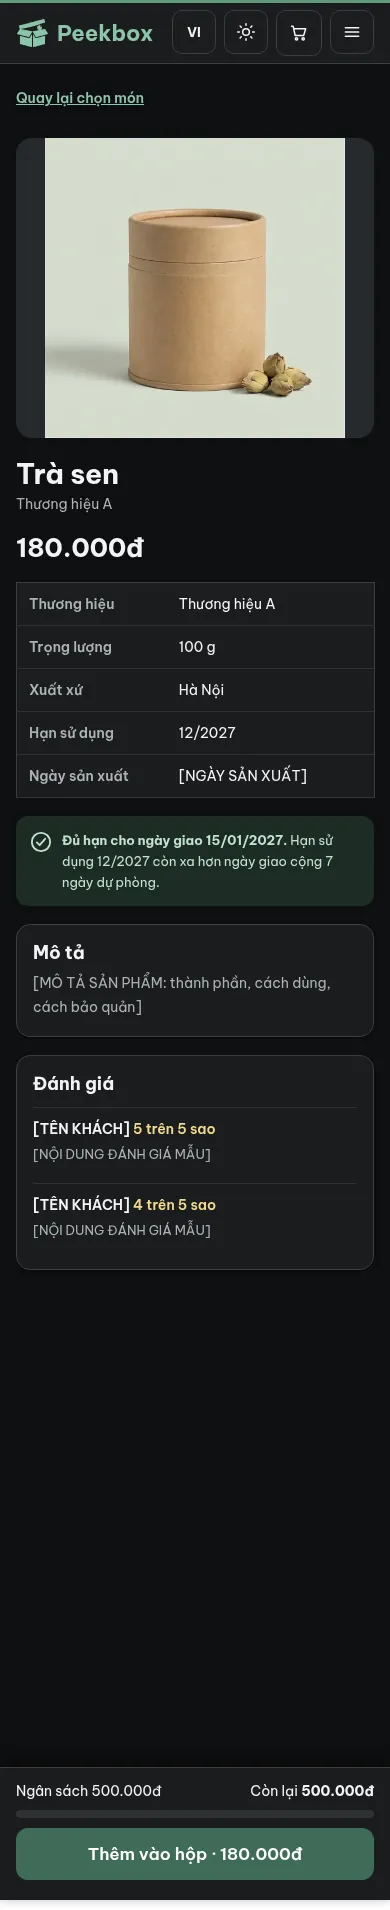 Peekbox
VI
Quay lại chọn món
Trà sen
Thương hiệu A
180.000đ
Thương hiệu Thương hiệu A
Trọng lượng 100 g
Xuất xứ Hà Nội
Hạn sử dụng 12/2027
Ngày sản xuất [NGÀY SẢN XUẤT]
Đủ hạn cho ngày giao 15/01/2027. Hạn sử
dụng 12/2027 còn xa hơn ngày giao cộng 7
ngày dự phòng.
Mô tả
[MÔ TẢ SẢN PHẨM: thành phần, cách dùng,
cách bảo quản]
Đánh giá
[TÊN KHÁCH] 5 trên 5 sao
[NỘI DUNG ĐÁNH GIÁ MẪU]
[TÊN KHÁCH] 4 trên 5 sao
[NỘI DUNG ĐÁNH GIÁ MẪU]
Ngân sách 500.000đ Còn lại 500.000đ
Thêm vào hộp · 180.000đ